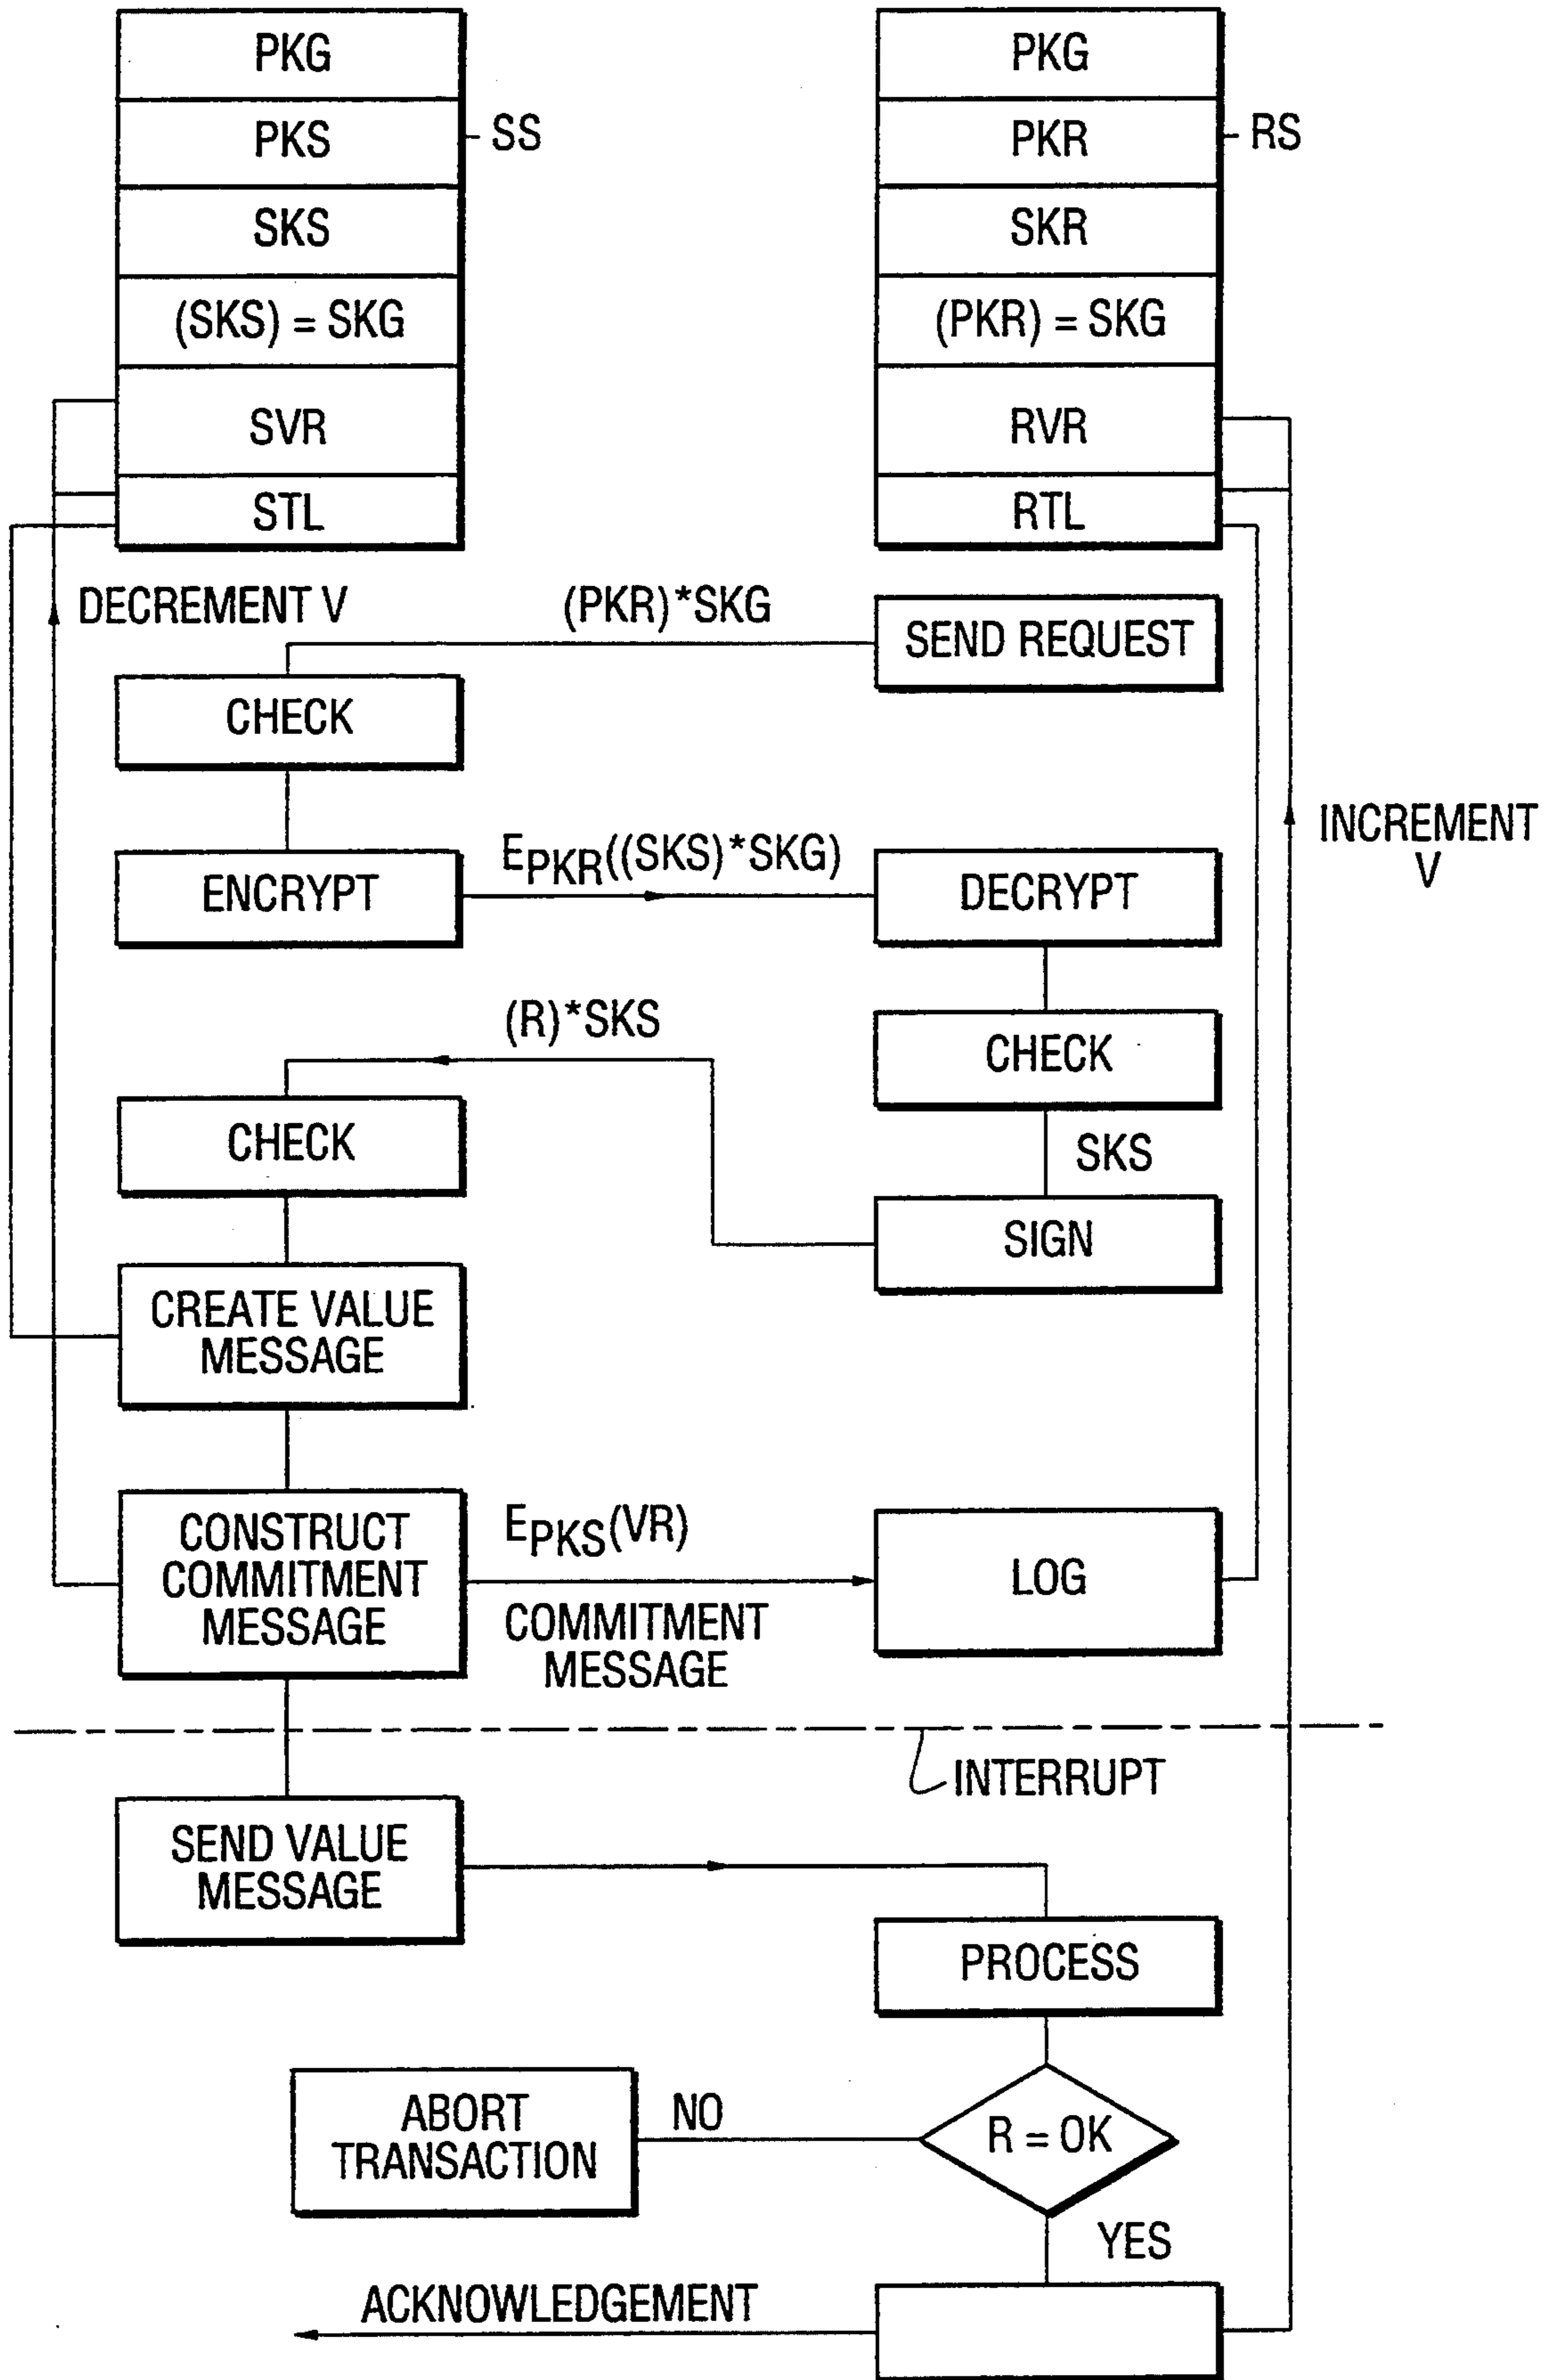 PKG
PKS
SS
SKS
(SKS) = SKG
SVR
STL
PKG
PKR
RS
SKR
(PKR) = SKG
RVR
RTL
DECREMENT V
(PKR)*SKG
SEND REQUEST
CHECK
INCREMENT
V
ENCRYPT
EPKR((SKS)*SKG)
DECRYPT
(R)*SKS
CHECK
CHECK
SKS
SIGN
CREATE VALUE
MESSAGE
CONSTRUCT
COMMITMENT
MESSAGE
EPKS(VR)
COMMITMENT
MESSAGE
LOG
INTERRUPT
SEND VALUE
MESSAGE
PROCESS
ABORT
TRANSACTION
NO
R = OK
YES
ACKNOWLEDGEMENT